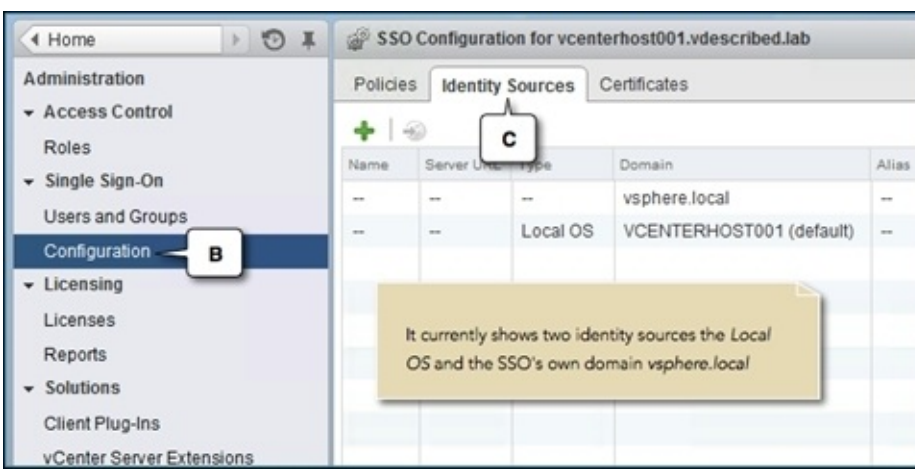 Home
SSO Configuration for vcenterhost001.vdescribed.lab
Administration
Access Control
Roles
Single Sign-On
Users and Groups
Configuration
B
Licensing
Licenses
Reports
Solutions
Client Plug-Ins
vCenter Server Extensions
Policies
Identity Sources
Certificates
C
Name Server Type Domain Alias
-- -- -- vsphere.local --
-- -- Local OS VCENTERHOST001 (default) --
It currently shows two identity sources the Local
OS and the SSO's own domain vsphere.local